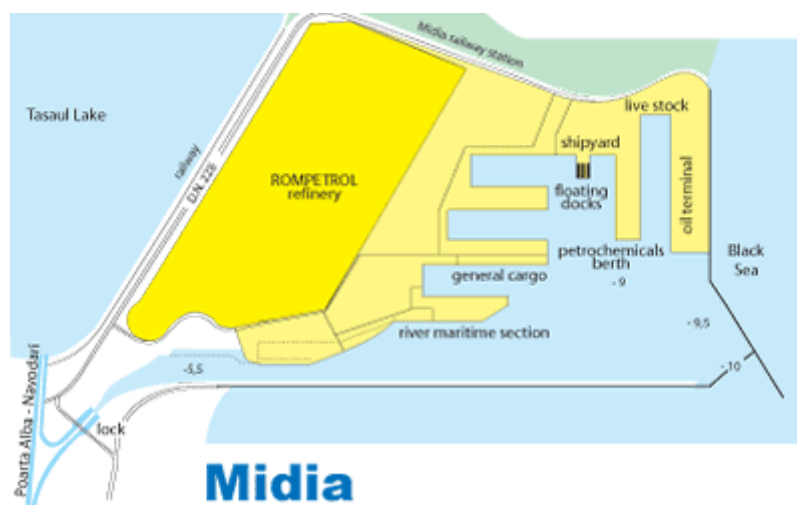 Midia railway station
Tasaul Lake
live stock
railway
D.N. 228
shipyard
ROMPETROL
refinery
floating
docks
oil terminal
petrochemicals
berth
Black
Sea
general cargo
- 9
- 9,5
river maritime section
- 10
-5,5
lock
Poarta Alba - Navodari
Midia